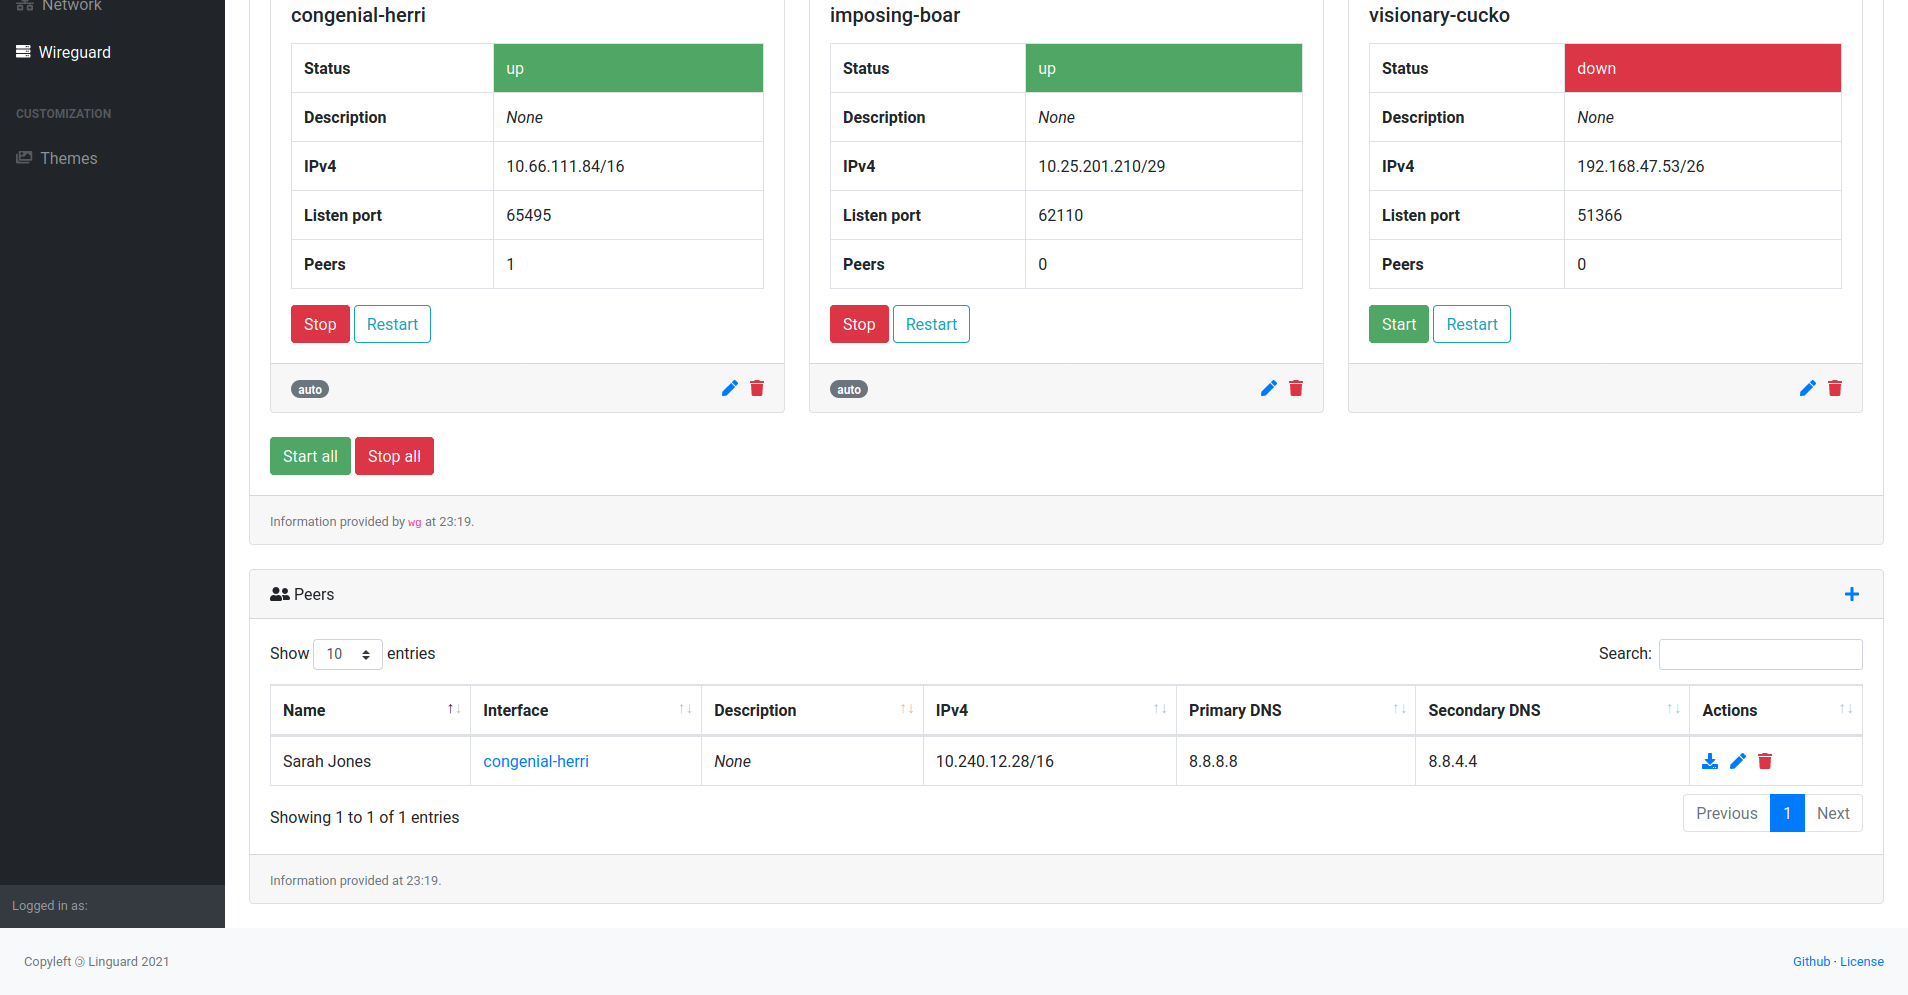 Network
Wireguard
CUSTOMIZATION
Themes
Logged in as:
congenial-herri
Status up
Description None
IPv4 10.66.111.84/16
Listen port 65495
Peers 1
Stop Restart
auto
imposing-boar
Status up
Description None
IPv4 10.25.201.210/29
Listen port 62110
Peers 0
Stop Restart
auto
visionary-cucko
Status down
Description None
IPv4 192.168.47.53/26
Listen port 51366
Peers 0
Start Restart
Start all Stop all
Information provided by wg at 23:19.
Peers
Show 10 entries Search:
Name Interface Description IPv4 Primary DNS Secondary DNS Actions
Sarah Jones congenial-herri None 10.240.12.28/16 8.8.8.8 8.8.4.4
Showing 1 to 1 of 1 entries Previous 1 Next
Information provided at 23:19.
Copyleft 🄯 Linguard 2021 Github · License